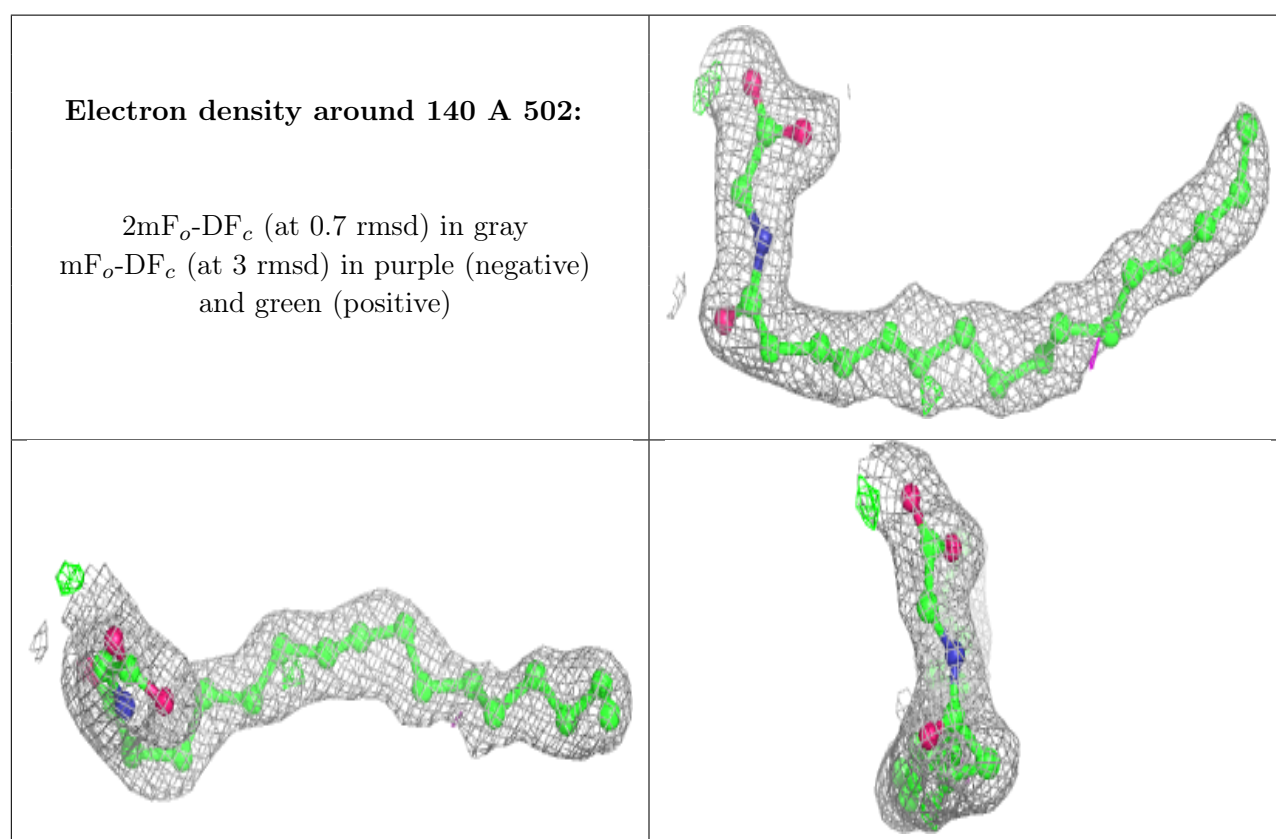 Electron density around 140 A 502:
2mFo-DFc (at 0.7 rmsd) in gray
mFo-DFc (at 3 rmsd) in purple (negative)
and green (positive)